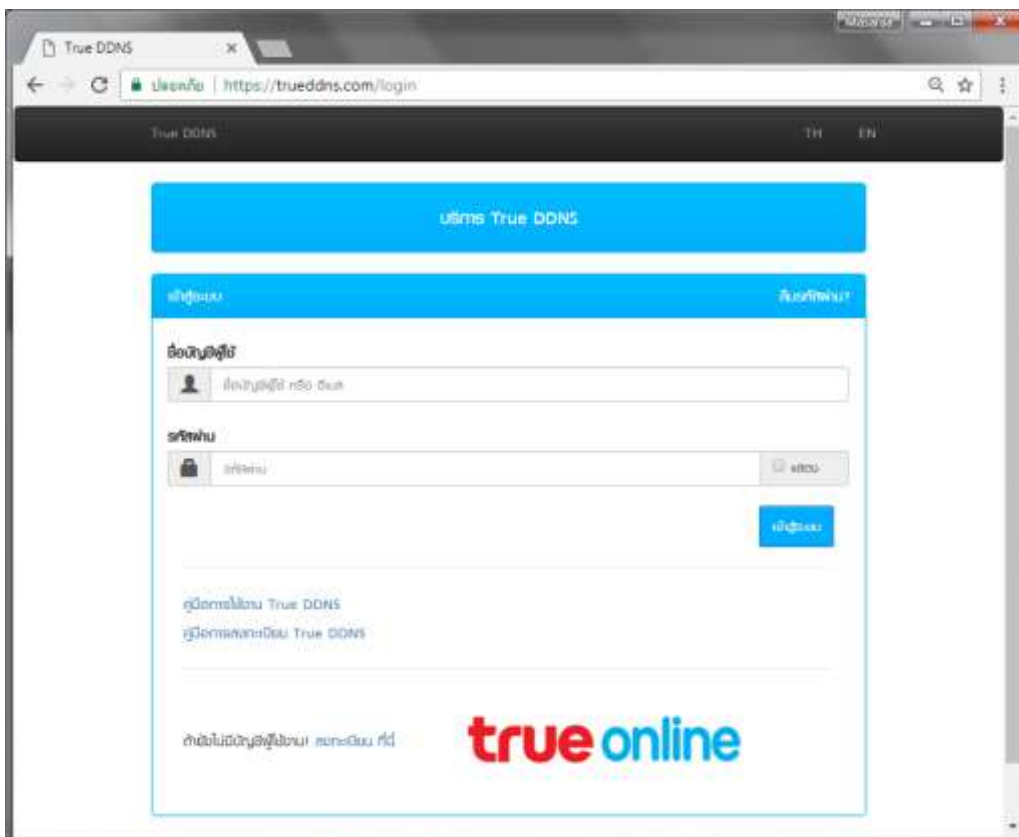 Masansa
True DDNS
ปลอดภัย https://trueddns.com/login
True DDNS TH EN
บริการ True DDNS
เข้าสู่ระบบ ลืมรหัสผ่าน?
ชื่อบัญชีผู้ใช้
ชื่อบัญชีผู้ใช้ หรือ อีเมล
รหัสผ่าน
รหัสผ่าน แสดง
เข้าสู่ระบบ
คู่มือการใช้งาน True DDNS
คู่มือการลงทะเบียน True DDNS
ถ้ายังไม่มีบัญชีผู้ใช้งาน! ลงทะเบียน ที่นี่
true online